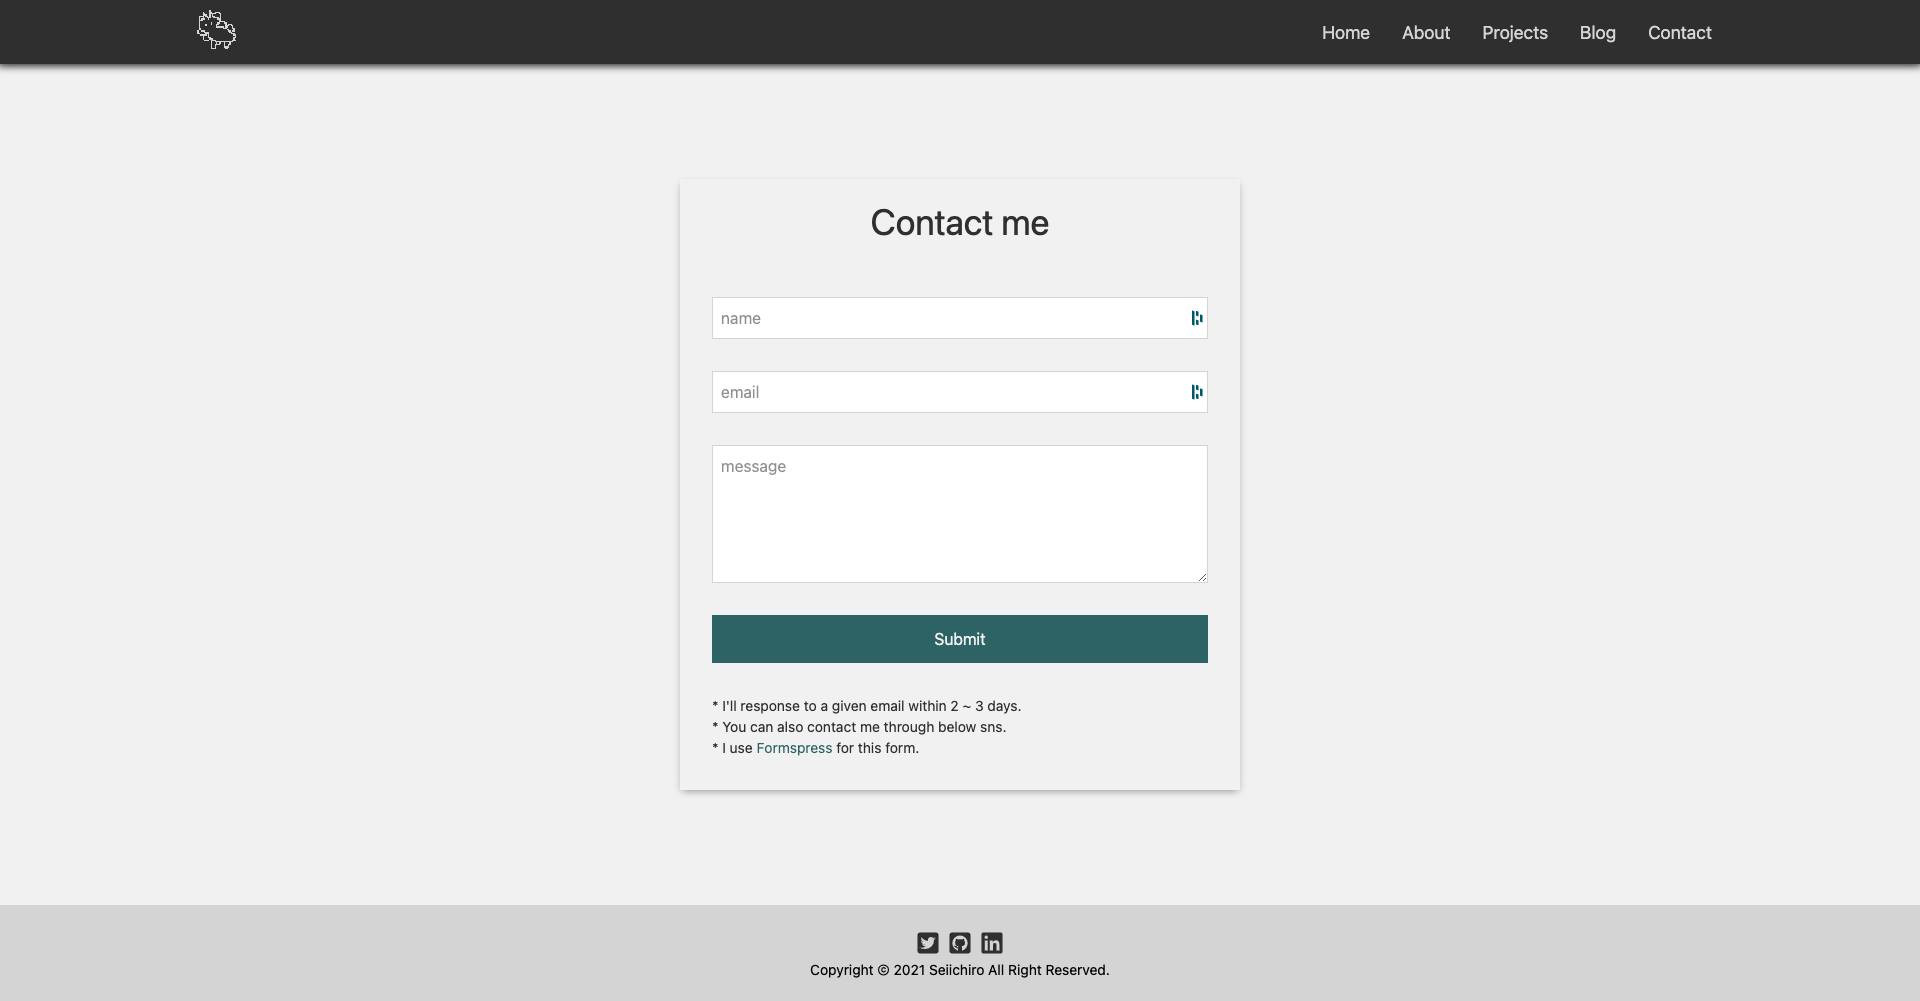 Home About Projects Blog Contact
Contact me
name
email
message
Submit
* I'll response to a given email within 2 ~ 3 days.
* You can also contact me through below sns.
* I use Formspress for this form.
Copyright © 2021 Seiichiro All Right Reserved.